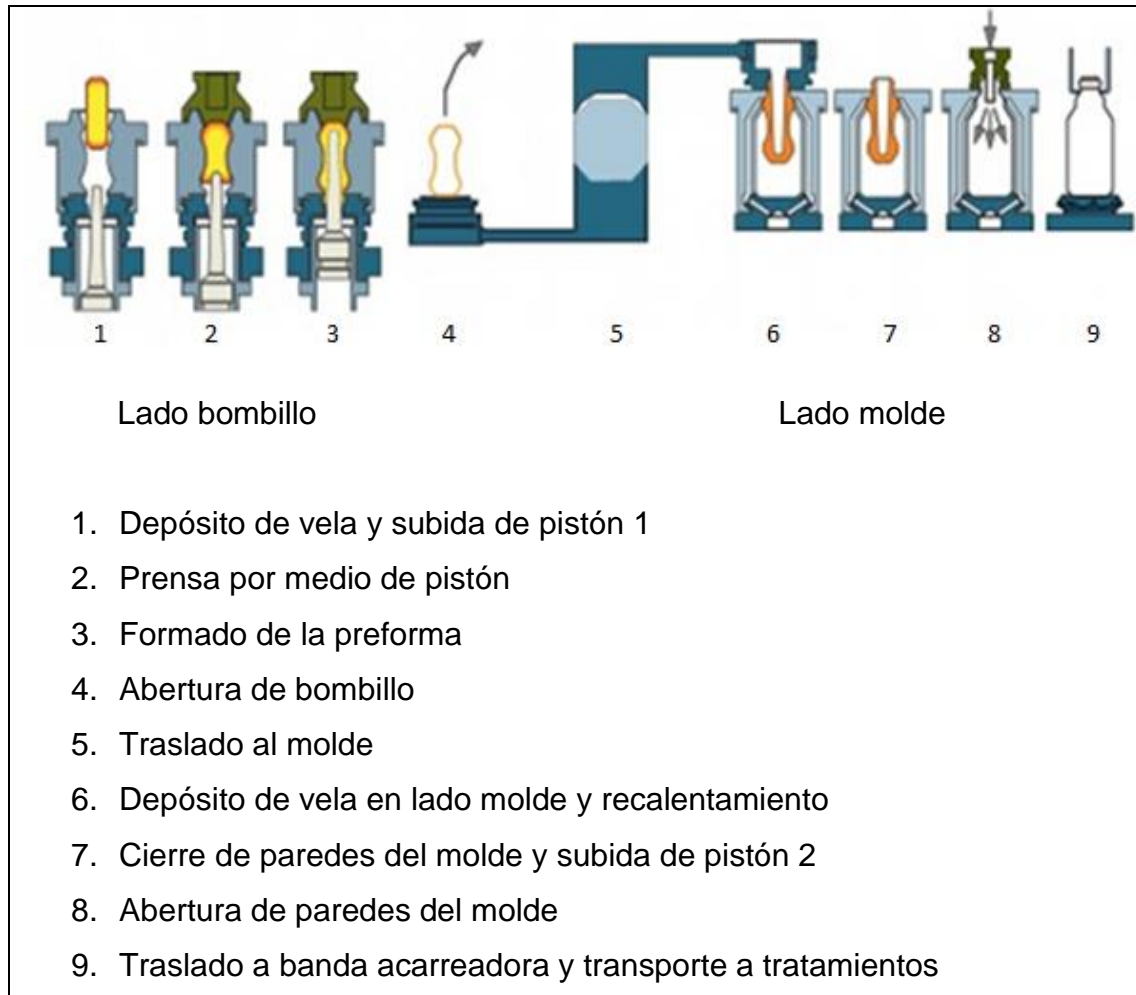 1 2 3 4 5 6 7 8 9
Lado bombillo Lado molde
1. Depósito de vela y subida de pistón 1
2. Prensa por medio de pistón
3. Formado de la preforma
4. Abertura de bombillo
5. Traslado al molde
6. Depósito de vela en lado molde y recalentamiento
7. Cierre de paredes del molde y subida de pistón 2
8. Abertura de paredes del molde
9. Traslado a banda acarreadora y transporte a tratamientos